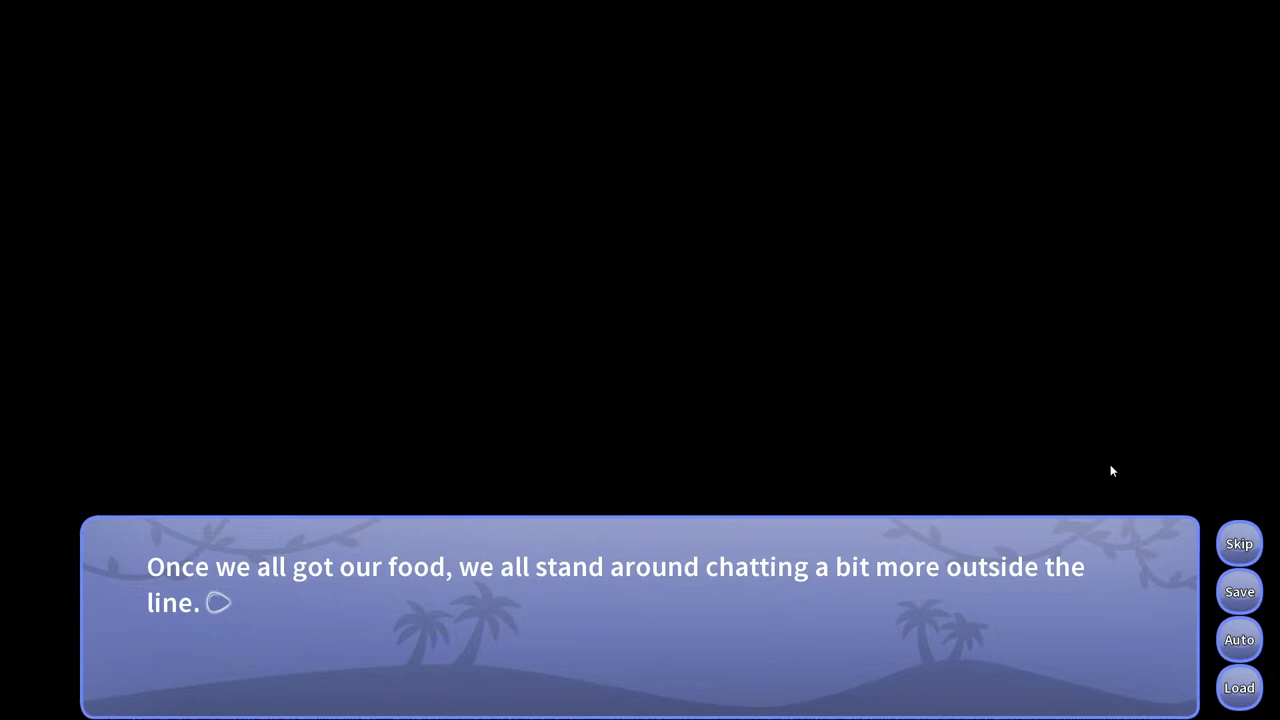 Once we all got our food, we all stand around chatting a bit more outside the
line.
Skip
Save
Auto
Load